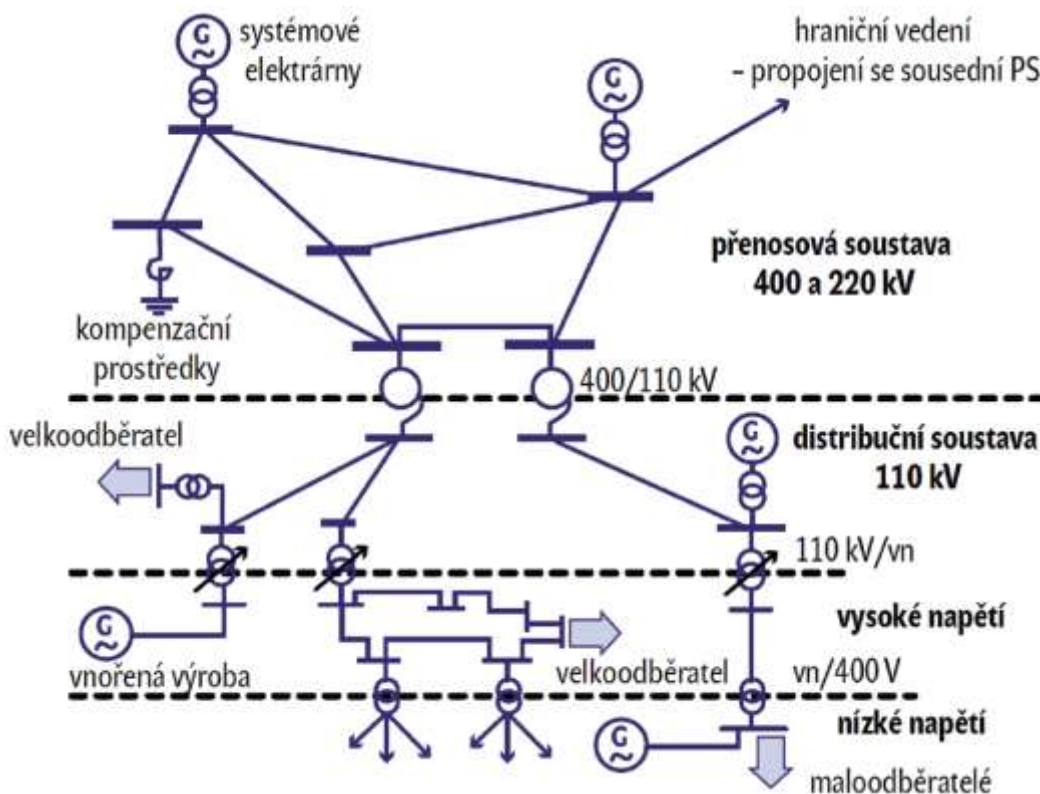 G
systémové
elektrárny
G
hraniční vedení
– propojení se sousední PS
přenosová soustava
400 a 220 kV
kompenzační
prostředky
400/110 kV
velkoodběratel
G
distribuční soustava
110 kV
110 kV/vn
G
vnořená výroba
vysoké napětí
velkoodběratel
vn/400 V
nízké napětí
G
maloodběratelé